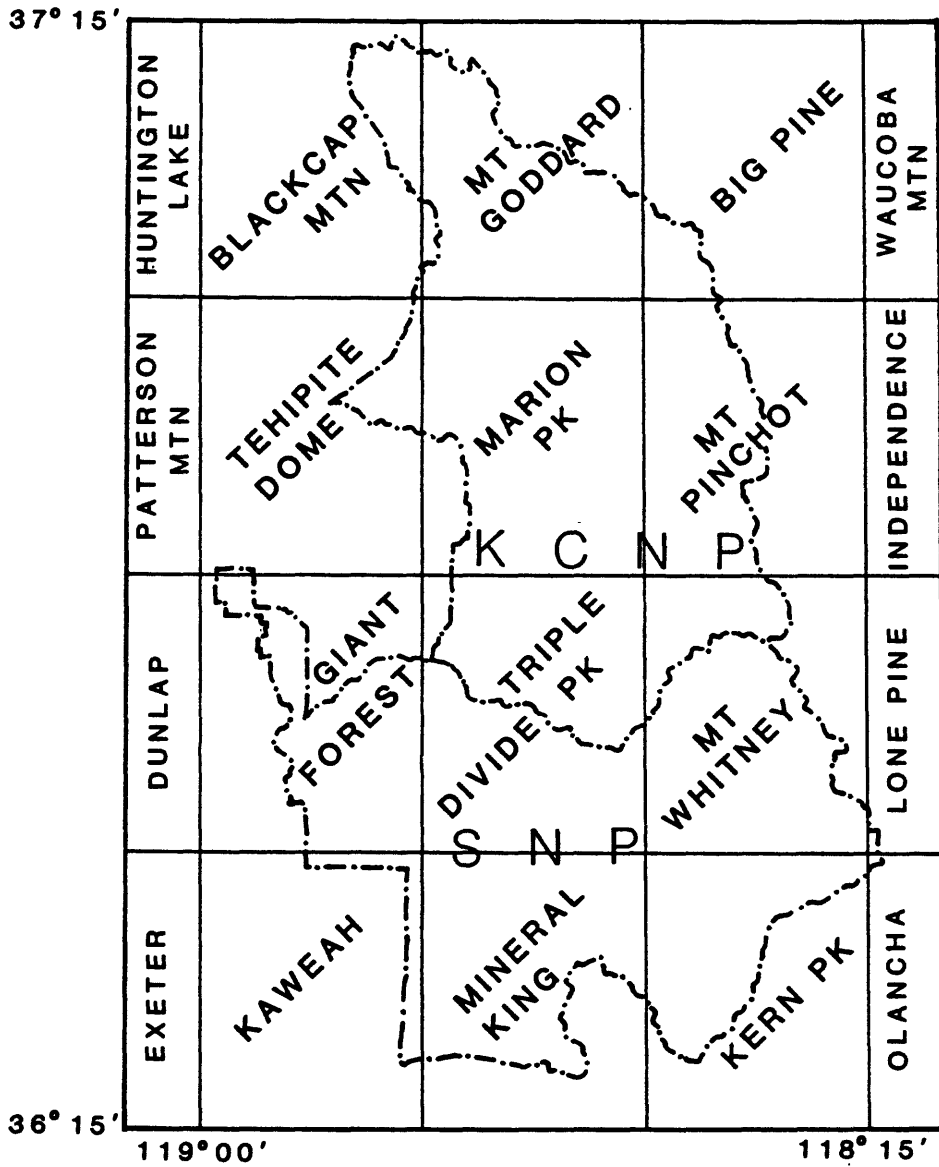 37° 15'
HUNTINGTON
LAKE
BLACKCAP
MTN
MT
GODDARD
BIG PINE
WAUCOBA
MTN
PATTERSON
MTN
TEHIPITE
DOME
MARION
PK
MT
PINCHOT
INDEPENDENCE
K C N P
DUNLAP
GIANT
FOREST
TRIPLE
DIVIDE PK
MT
WHITNEY
LONE PINE
S N P
EXETER
KAWEAH
MINERAL
KING
KERN PK
OLANCHA
36° 15'
119° 00'
118° 15'